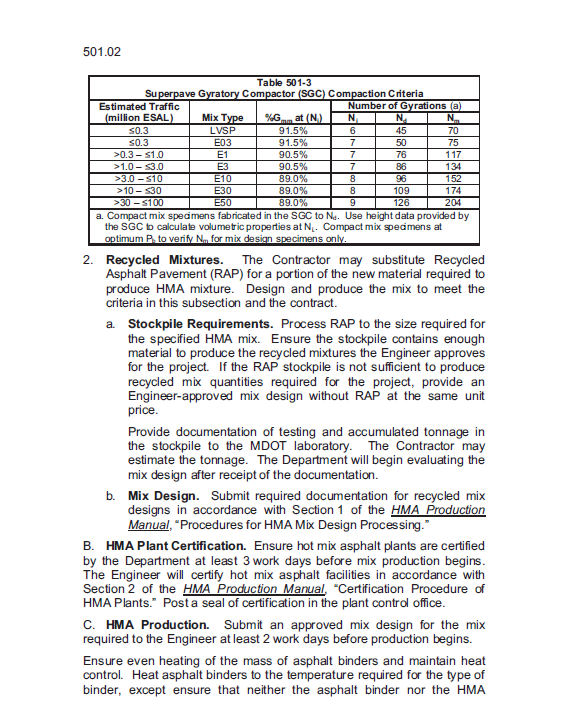 501.02
Table 501-3
Superpave Gyratory Compactor (SGC) Compaction Criteria
Estimated Traffic (million ESAL) Mix Type %Gmm at (Ni) Number of Gyrations (a)
Ni Nd Nm
≤0.3 LVSP 91.5% 6 45 70
≤0.3 E03 91.5% 7 50 75
>0.3 – ≤1.0 E1 90.5% 7 76 117
>1.0 – ≤3.0 E3 90.5% 7 86 134
>3.0 – ≤10 E10 89.0% 8 96 152
>10 – ≤30 E30 89.0% 8 109 174
>30 – ≤100 E50 89.0% 9 126 204
a. Compact mix specimens fabricated in the SGC to Nd. Use height data provided by
the SGC to calculate volumetric properties at Ni. Compact mix specimens at
optimum Pb to verify Nm for mix design specimens only.
2. Recycled Mixtures. The Contractor may substitute Recycled
Asphalt Pavement (RAP) for a portion of the new material required to
produce HMA mixture. Design and produce the mix to meet the
criteria in this subsection and the contract.
a. Stockpile Requirements. Process RAP to the size required for
the specified HMA mix. Ensure the stockpile contains enough
material to produce the recycled mixtures the Engineer approves
for the project. If the RAP stockpile is not sufficient to produce
recycled mix quantities required for the project, provide an
Engineer-approved mix design without RAP at the same unit
price.
Provide documentation of testing and accumulated tonnage in
the stockpile to the MDOT laboratory. The Contractor may
estimate the tonnage. The Department will begin evaluating the
mix design after receipt of the documentation.
b. Mix Design. Submit required documentation for recycled mix
designs in accordance with Section 1 of the HMA Production
Manual, “Procedures for HMA Mix Design Processing.”
B. HMA Plant Certification. Ensure hot mix asphalt plants are certified
by the Department at least 3 work days before mix production begins.
The Engineer will certify hot mix asphalt facilities in accordance with
Section 2 of the HMA Production Manual, “Certification Procedure of
HMA Plants.” Post a seal of certification in the plant control office.
C. HMA Production. Submit an approved mix design for the mix
required to the Engineer at least 2 work days before production begins.
Ensure even heating of the mass of asphalt binders and maintain heat
control. Heat asphalt binders to the temperature required for the type of
binder, except ensure that neither the asphalt binder nor the HMA